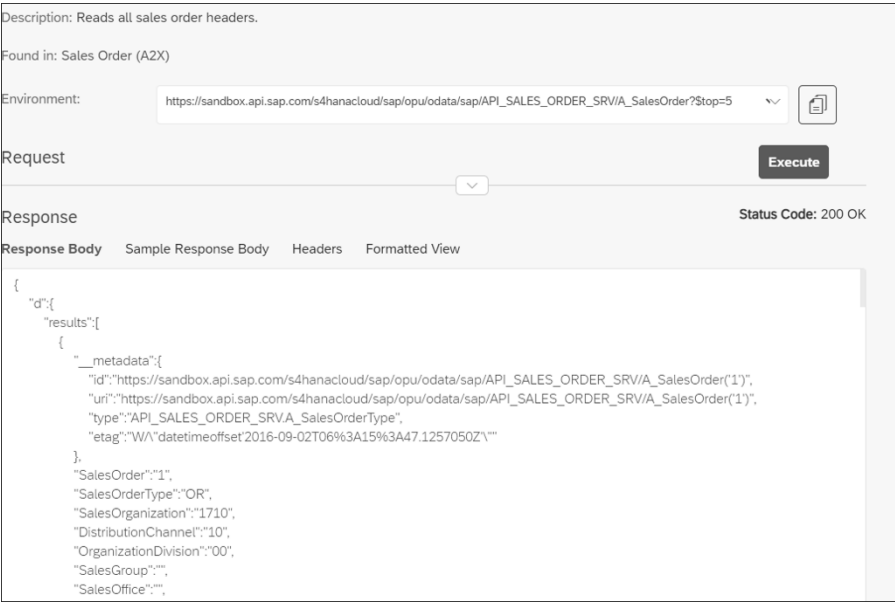 Description: Reads all sales order headers.
Found in: Sales Order (A2X)
Environment: https://sandbox.api.sap.com/s4hanacloud/sap/opu/odata/sap/API_SALES_ORDER_SRV/A_SalesOrder?$top=5
Request Execute
Response Status Code: 200 OK
Response Body Sample Response Body Headers Formatted View
{
"d":{
"results":[
{
"__metadata":{
"id":"https://sandbox.api.sap.com/s4hanacloud/sap/opu/odata/sap/API_SALES_ORDER_SRV/A_SalesOrder('1')",
"uri":"https://sandbox.api.sap.com/s4hanacloud/sap/opu/odata/sap/API_SALES_ORDER_SRV/A_SalesOrder('1')",
"type":"API_SALES_ORDER_SRV.A_SalesOrderType",
"etag":"W/\"datetimeoffset'2016-09-02T06%3A15%3A47.1257050Z'\""
},
"SalesOrder":"1",
"SalesOrderType":"OR",
"SalesOrganization":"1710",
"DistributionChannel":"10",
"OrganizationDivision":"00",
"SalesGroup":"",
"SalesOffice":"",